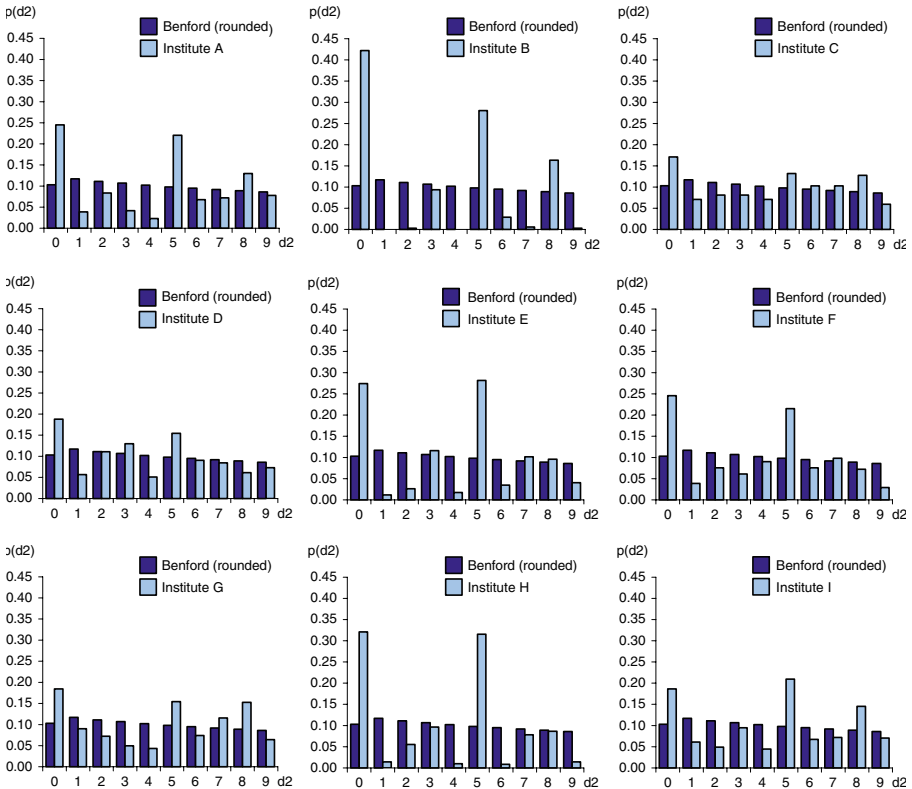 p(d2)
Benford (rounded)
Institute A
0.45
0.40
0.35
0.30
0.25
0.20
0.15
0.10
0.05
0.00
0 1 2 3 4 5 6 7 8 9 d2
p(d2)
Benford (rounded)
Institute B
0.45
0.40
0.35
0.30
0.25
0.20
0.15
0.10
0.05
0.00
0 1 2 3 4 5 6 7 8 9 d2
p(d2)
Benford (rounded)
Institute C
0.45
0.40
0.35
0.30
0.25
0.20
0.15
0.10
0.05
0.00
0 1 2 3 4 5 6 7 8 9 d2
p(d2)
Benford (rounded)
Institute D
0.45
0.40
0.35
0.30
0.25
0.20
0.15
0.10
0.05
0.00
0 1 2 3 4 5 6 7 8 9 d2
p(d2)
Benford (rounded)
Institute E
0.45
0.40
0.35
0.30
0.25
0.20
0.15
0.10
0.05
0.00
0 1 2 3 4 5 6 7 8 9 d2
p(d2)
Benford (rounded)
Institute F
0.45
0.40
0.35
0.30
0.25
0.20
0.15
0.10
0.05
0.00
0 1 2 3 4 5 6 7 8 9 d2
p(d2)
Benford (rounded)
Institute G
0.45
0.40
0.35
0.30
0.25
0.20
0.15
0.10
0.05
0.00
0 1 2 3 4 5 6 7 8 9 d2
p(d2)
Benford (rounded)
Institute H
0.45
0.40
0.35
0.30
0.25
0.20
0.15
0.10
0.05
0.00
0 1 2 3 4 5 6 7 8 9 d2
p(d2)
Benford (rounded)
Institute I
0.45
0.40
0.35
0.30
0.25
0.20
0.15
0.10
0.05
0.00
0 1 2 3 4 5 6 7 8 9 d2